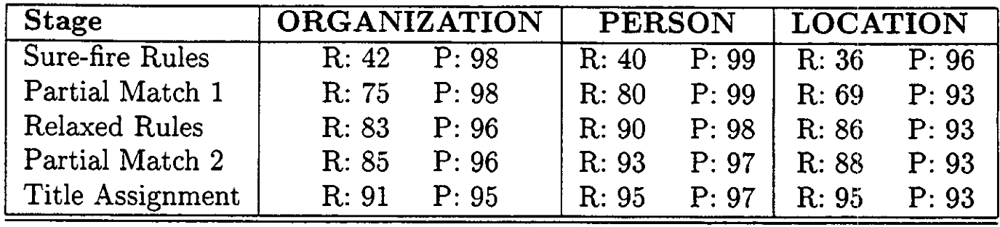 Stage ORGANIZATION PERSON LOCATION
Sure-fire Rules R: 42 P: 98 R: 40 P: 99 R: 36 P: 96
Partial Match 1 R: 75 P: 98 R: 80 P: 99 R: 69 P: 93
Relaxed Rules R: 83 P: 96 R: 90 P: 98 R: 86 P: 93
Partial Match 2 R: 85 P: 96 R: 93 P: 97 R: 88 P: 93
Title Assignment R: 91 P: 95 R: 95 P: 97 R: 95 P: 93